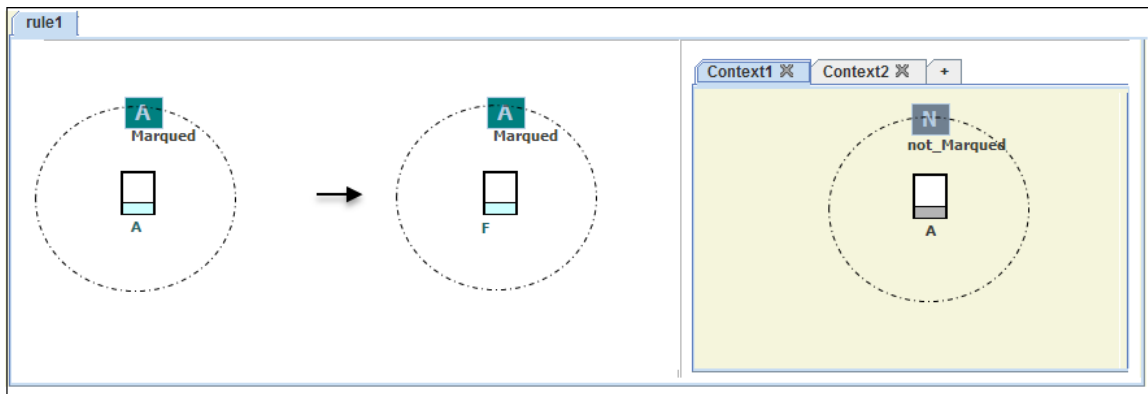 rule1
A
Marqued
A
A
Marqued
F
Context1
Context2
+
N
not_Marqued
A